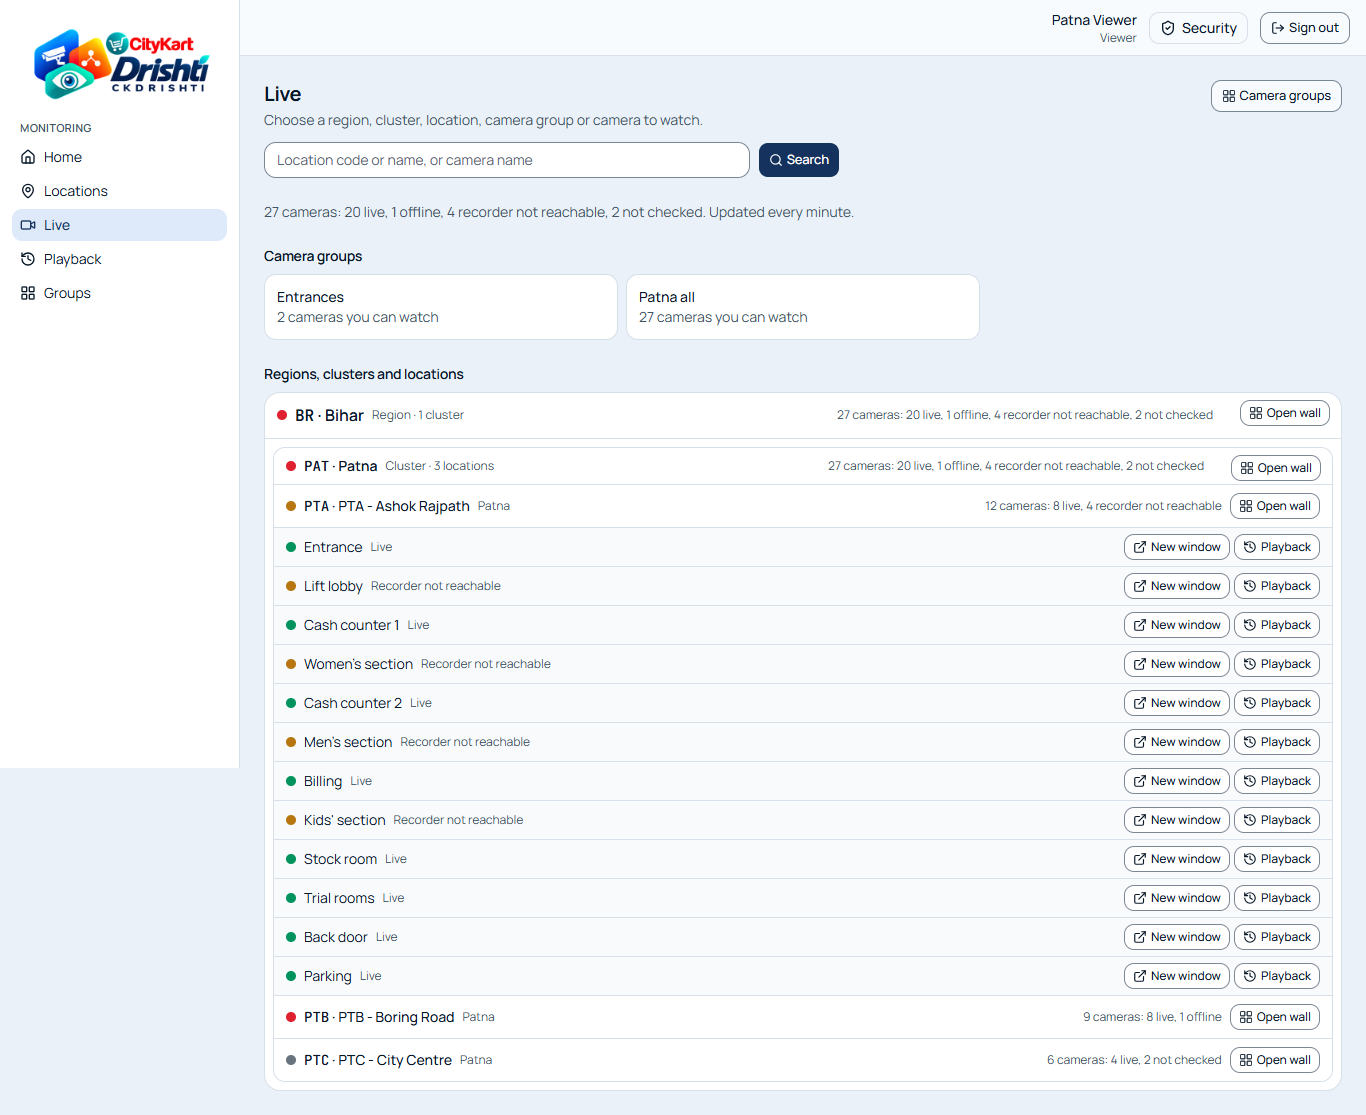 CityKart
Drishti
CKDRISHTI
Patna Viewer
Viewer
Security
Sign out
MONITORING
Home
Locations
Live
Playback
Groups
Live
Camera groups
Choose a region, cluster, location, camera group or camera to watch.
Location code or name, or camera name
Search
27 cameras: 20 live, 1 offline, 4 recorder not reachable, 2 not checked. Updated every minute.
Camera groups
Entrances
2 cameras you can watch
Patna all
27 cameras you can watch
Regions, clusters and locations
BR · Bihar Region · 1 cluster 27 cameras: 20 live, 1 offline, 4 recorder not reachable, 2 not checked Open wall
PAT · Patna Cluster · 3 locations 27 cameras: 20 live, 1 offline, 4 recorder not reachable, 2 not checked Open wall
PTA · PTA - Ashok Rajpath Patna 12 cameras: 8 live, 4 recorder not reachable Open wall
Entrance Live New window Playback
Lift lobby Recorder not reachable New window Playback
Cash counter 1 Live New window Playback
Women's section Recorder not reachable New window Playback
Cash counter 2 Live New window Playback
Men's section Recorder not reachable New window Playback
Billing Live New window Playback
Kids' section Recorder not reachable New window Playback
Stock room Live New window Playback
Trial rooms Live New window Playback
Back door Live New window Playback
Parking Live New window Playback
PTB · PTB - Boring Road Patna 9 cameras: 8 live, 1 offline Open wall
PTC · PTC - City Centre Patna 6 cameras: 4 live, 2 not checked Open wall